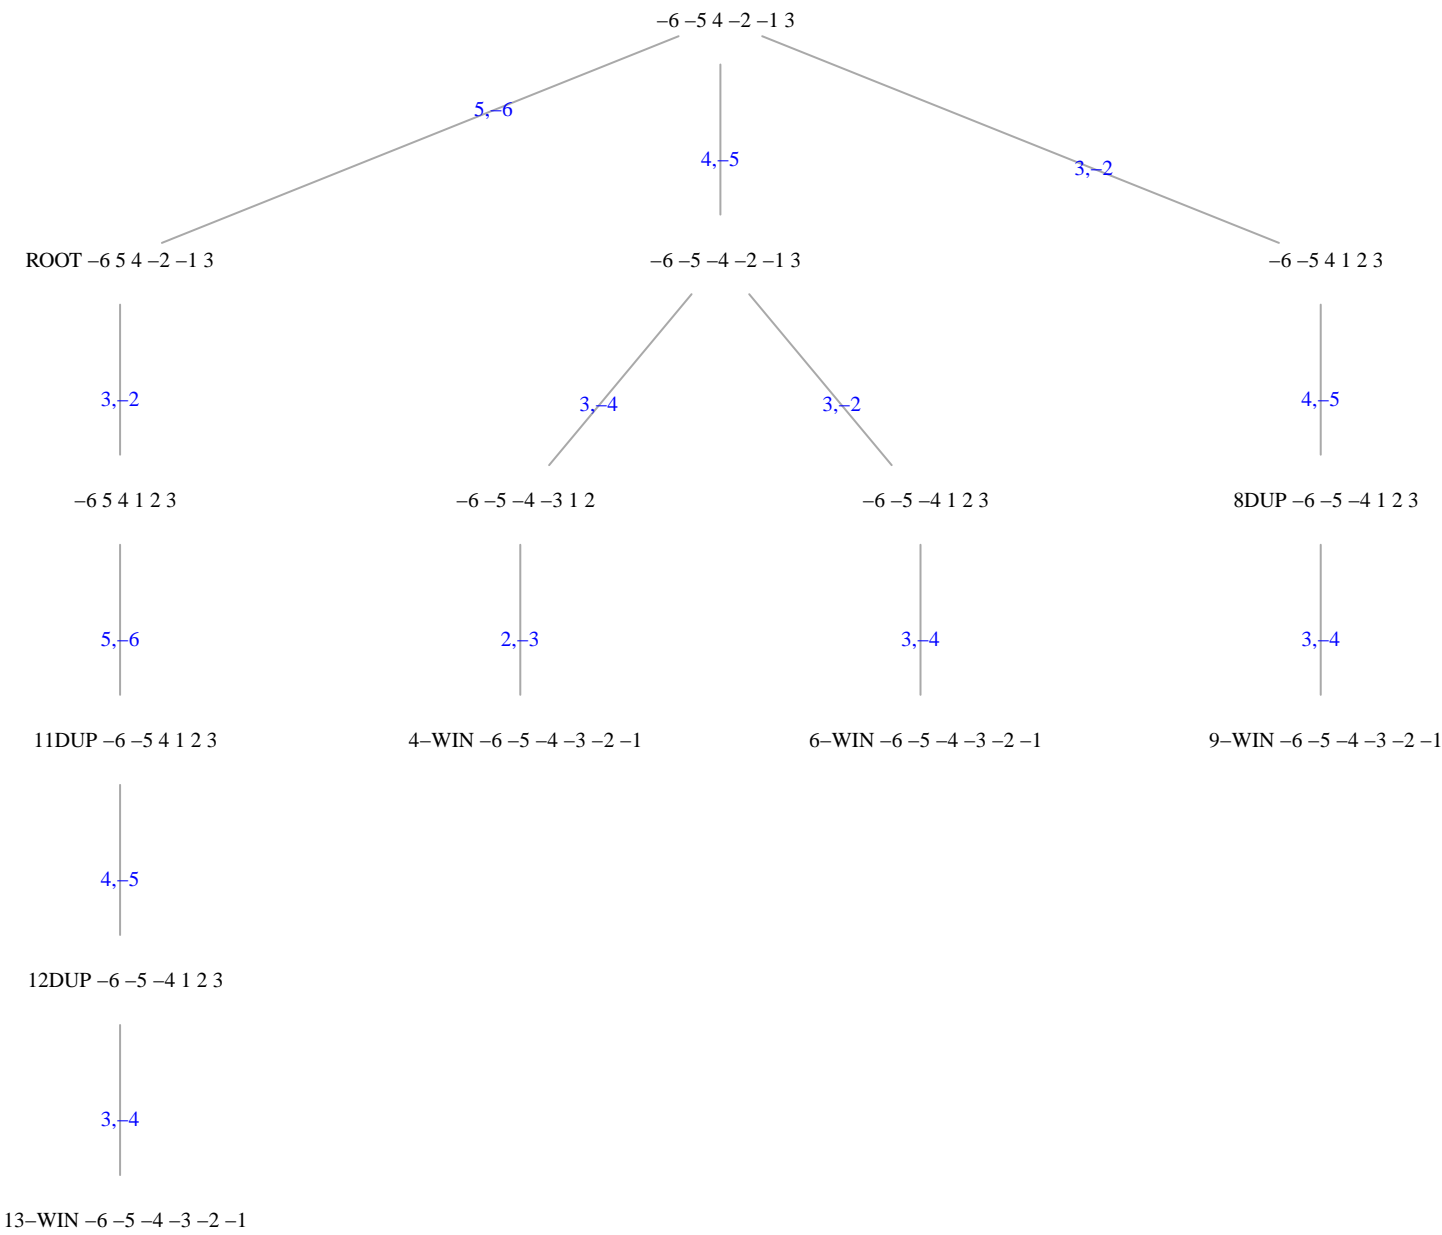 –6 –5 4 –2 –1 3
5,–6
4,–5
3,–2
ROOT –6 5 4 –2 –1 3
–6 –5 –4 –2 –1 3
–6 –5 4 1 2 3
3,–2
3,–4
3,–2
4,–5
–6 5 4 1 2 3
–6 –5 –4 –3 1 2
–6 –5 –4 1 2 3
8DUP –6 –5 –4 1 2 3
5,–6
2,–3
3,–4
3,–4
11DUP –6 –5 4 1 2 3
4–WIN –6 –5 –4 –3 –2 –1
6–WIN –6 –5 –4 –3 –2 –1
9–WIN –6 –5 –4 –3 –2 –1
4,–5
12DUP –6 –5 –4 1 2 3
3,–4
13–WIN –6 –5 –4 –3 –2 –1